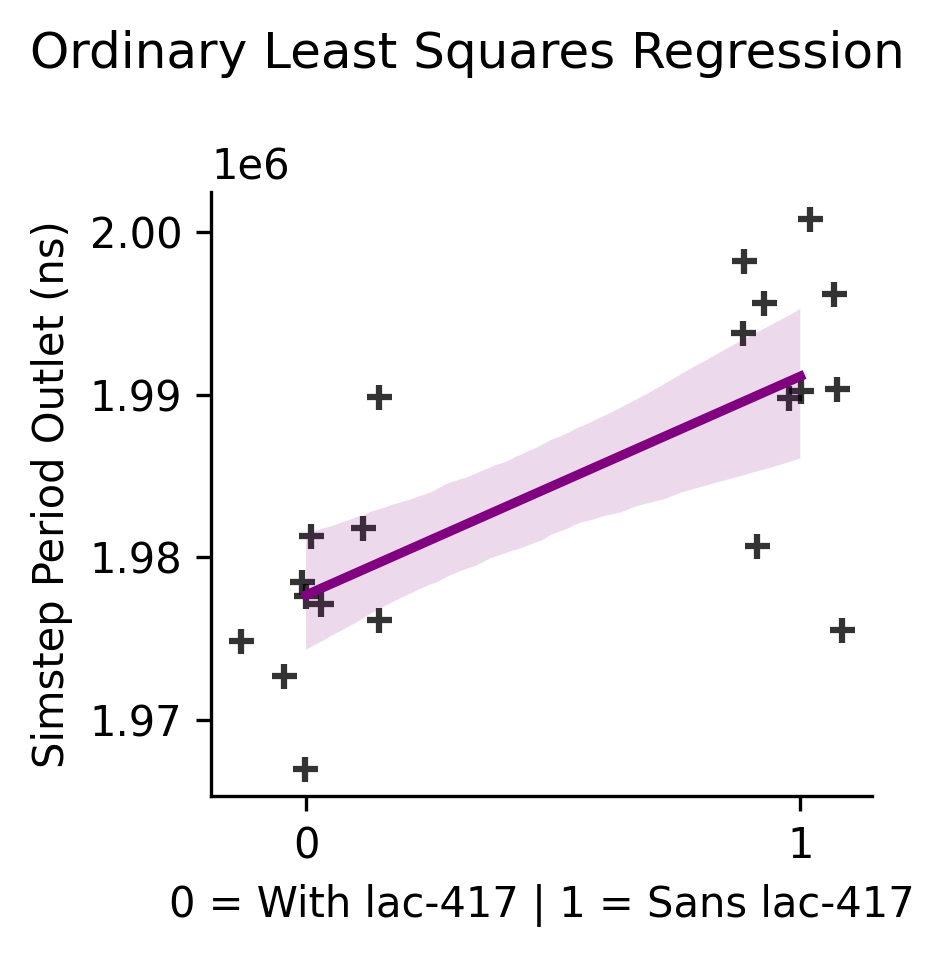 Ordinary Least Squares Regression
1e6
2.00
1.99
1.98
1.97
Simstep Period Outlet (ns)
0 1
0 = With lac-417 | 1 = Sans lac-417